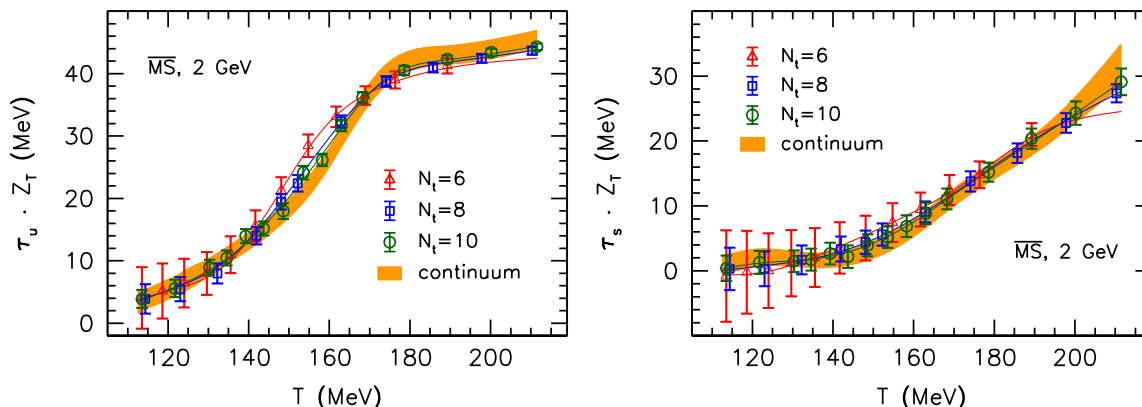 MS, 2 GeV
τu · ZT (MeV)
40
30
20
10
0
Nt=6
Nt=8
Nt=10
continuum
120 140 160 180 200
T (MeV)
Nt=6
Nt=8
Nt=10
continuum
τs · ZT (MeV)
30
20
10
0
MS, 2 GeV
120 140 160 180 200
T (MeV)